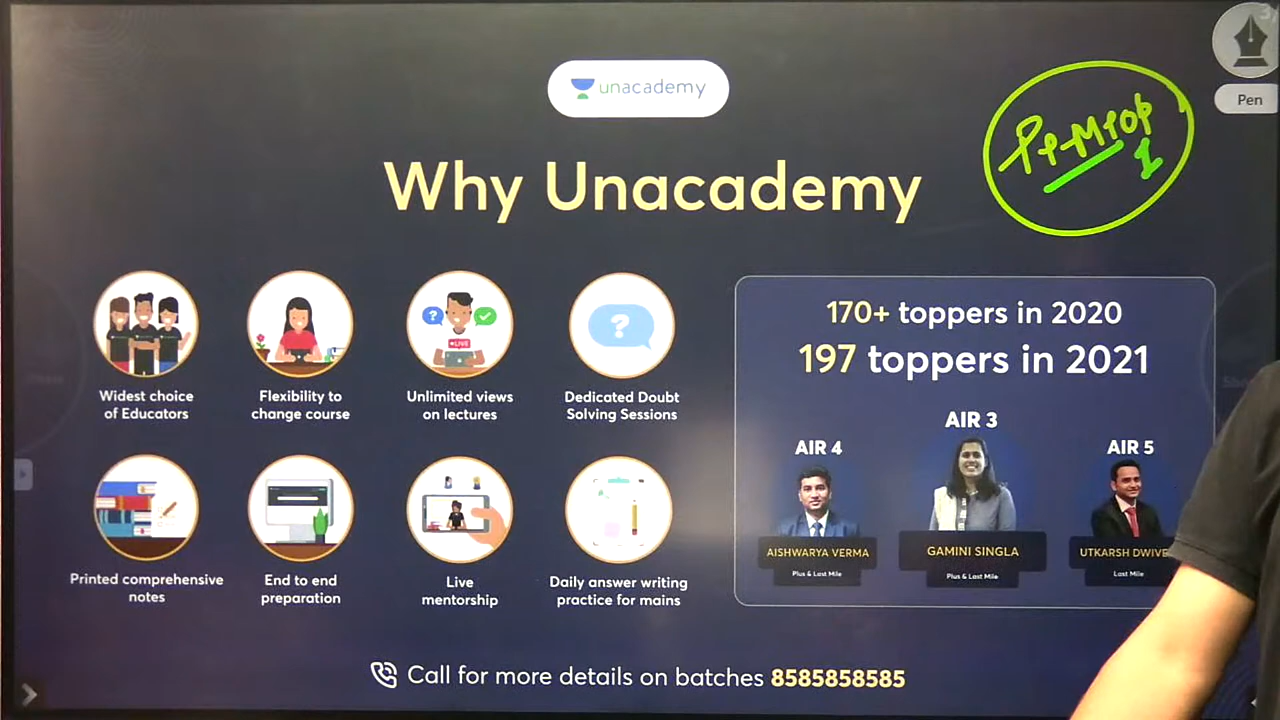 Pen
unacademy
Why Unacademy
170+ toppers in 2020
197 toppers in 2021
Widest choice
of Educators
Flexibility to
change course
?
LIVE
Unlimited views
on lectures
?
Dedicated Doubt
Solving Sessions
AIR 4
AIR 3
AIR 5
AISHWARYA VERMA
Plus & Last Mile
GAMINI SINGLA
Plus & Last Mile
UTKARSH DWIVE
Last Mile
Printed comprehensive
notes
End to end
preparation
Live
mentorship
Daily answer writing
practice for mains
Call for more details on batches 8585858585